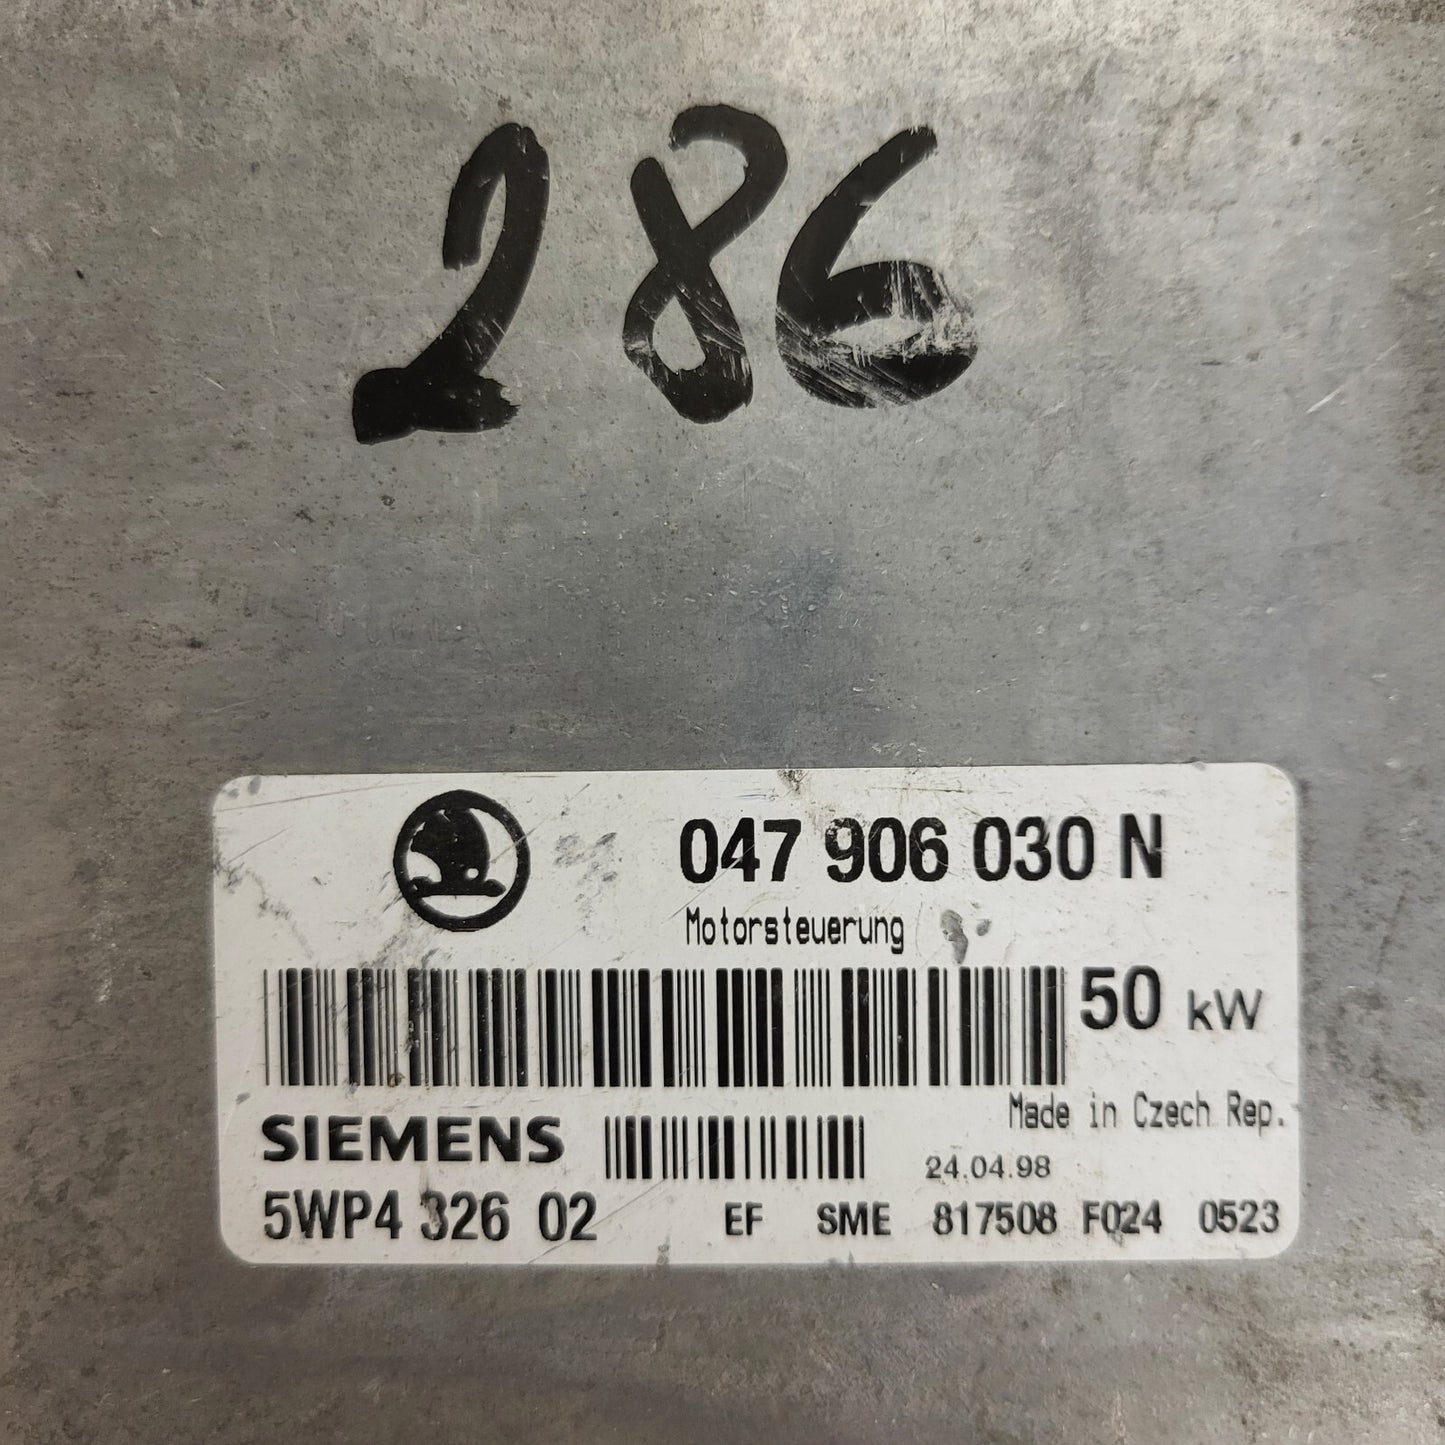 286
047 906 030 N
Motorsteuerung
50 kW
Made in Czech Rep.
SIEMENS
24.04.98
5WP4 326 02 EF SME 817508 F024 0523